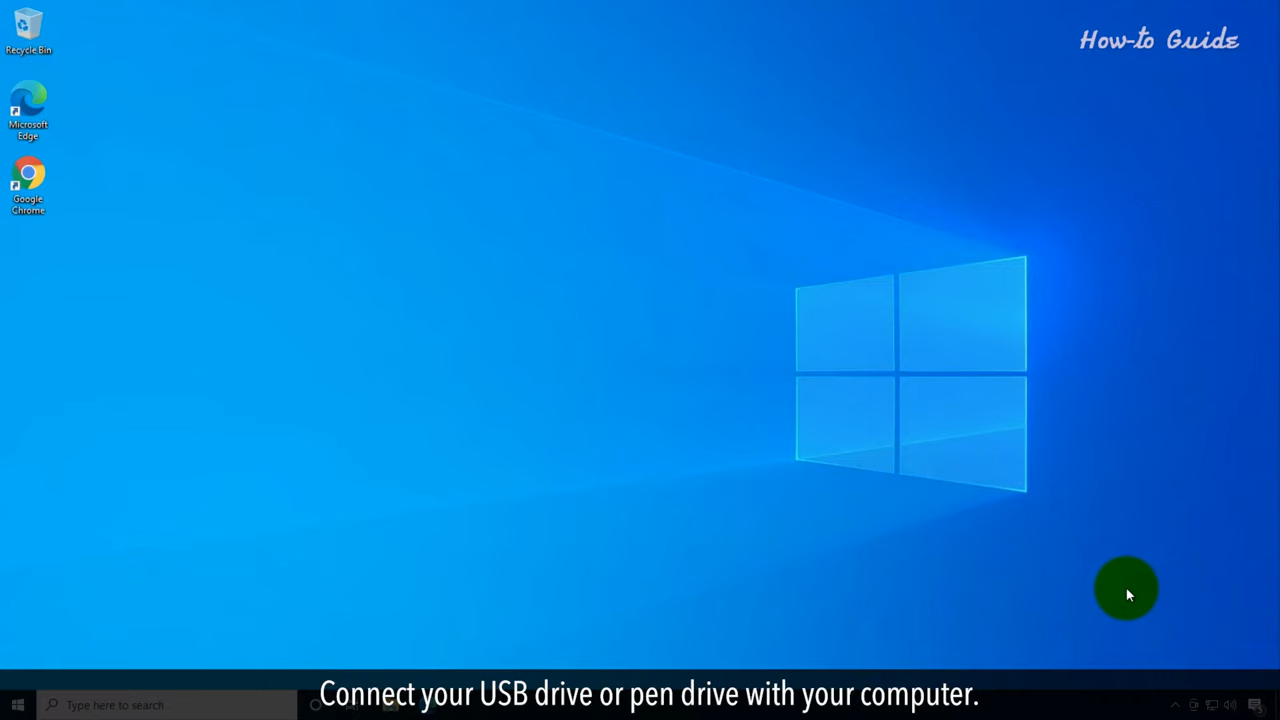 How-to Guide
Recycle Bin
Microsoft
Edge
Google
Chrome
Type here to search
Connect your USB drive or pen drive with your computer.